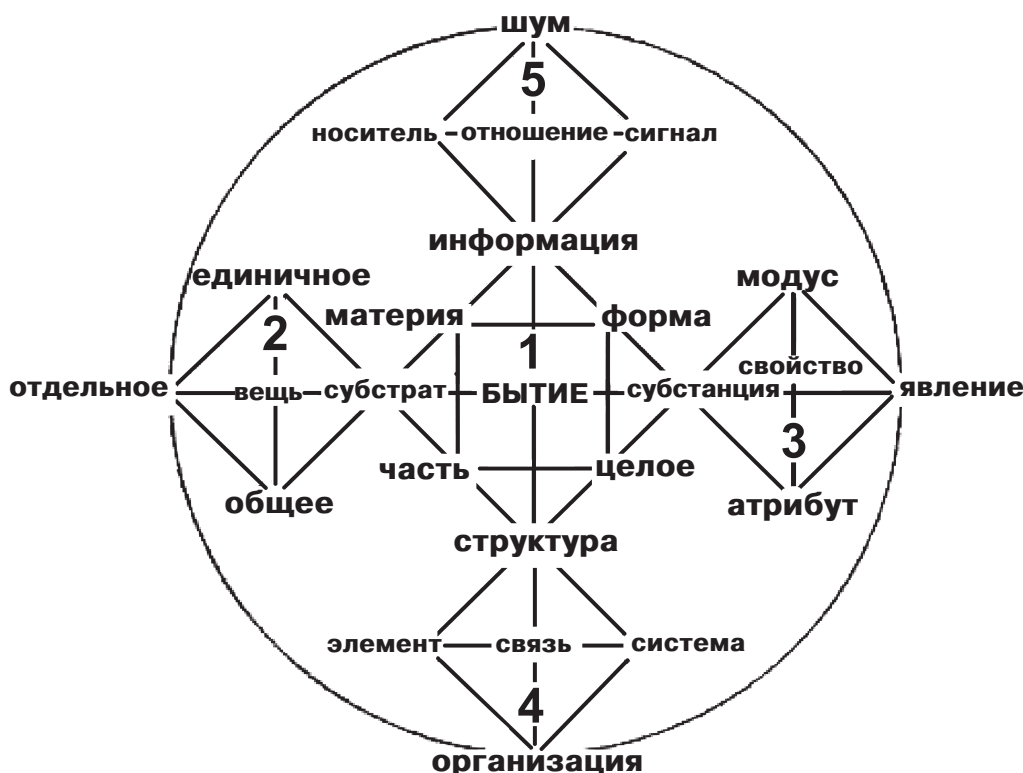 шум
5
носитель отношение сигнал
информация
единичное модус
материя форма
2 1
свойство
отдельное вещь субстрат БЫТИЕ субстанция явление
3
часть целое
общее атрибут
структура
элемент связь система
4
организация